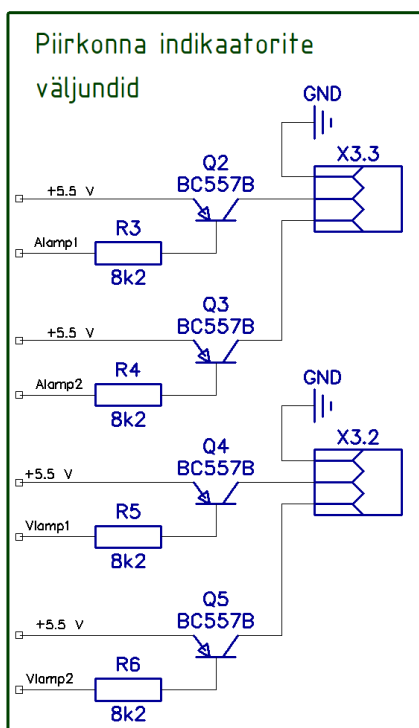 Piirkonna indikaatorite
väljundid
GND
X3.3
Q2
BC557B
+5.5 V
Alamp1
R3
8k2
Q3
BC557B
+5.5 V
Alamp2
R4
8k2
GND
X3.2
Q4
BC557B
+5.5 V
Vlamp1
R5
8k2
Q5
BC557B
+5.5 V
Vlamp2
R6
8k2